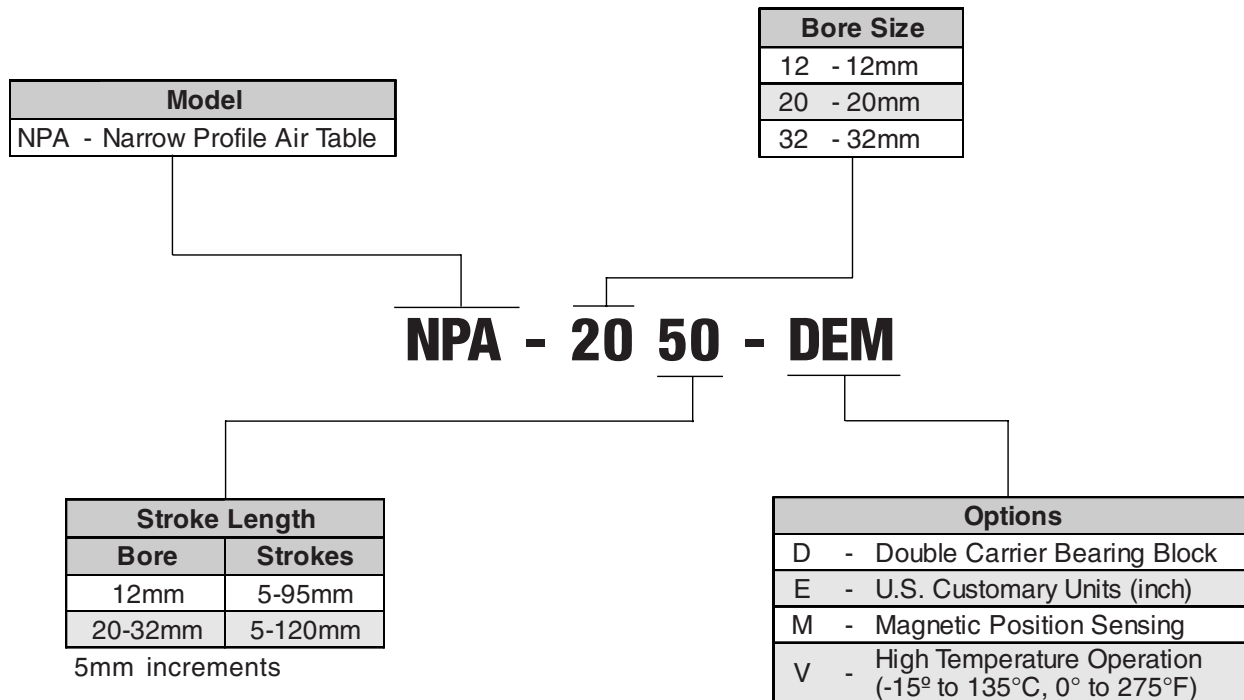 Model
NPA - Narrow Profile Air Table
Bore Size
12 - 12mm
20 - 20mm
32 - 32mm
NPA - 20 50 - DEM
Stroke Length
Bore Strokes
12mm 5-95mm
20-32mm 5-120mm
5mm increments
Options
D - Double Carrier Bearing Block
E - U.S. Customary Units (inch)
M - Magnetic Position Sensing
V - High Temperature Operation
(-15º to 135°C, 0° to 275°F)